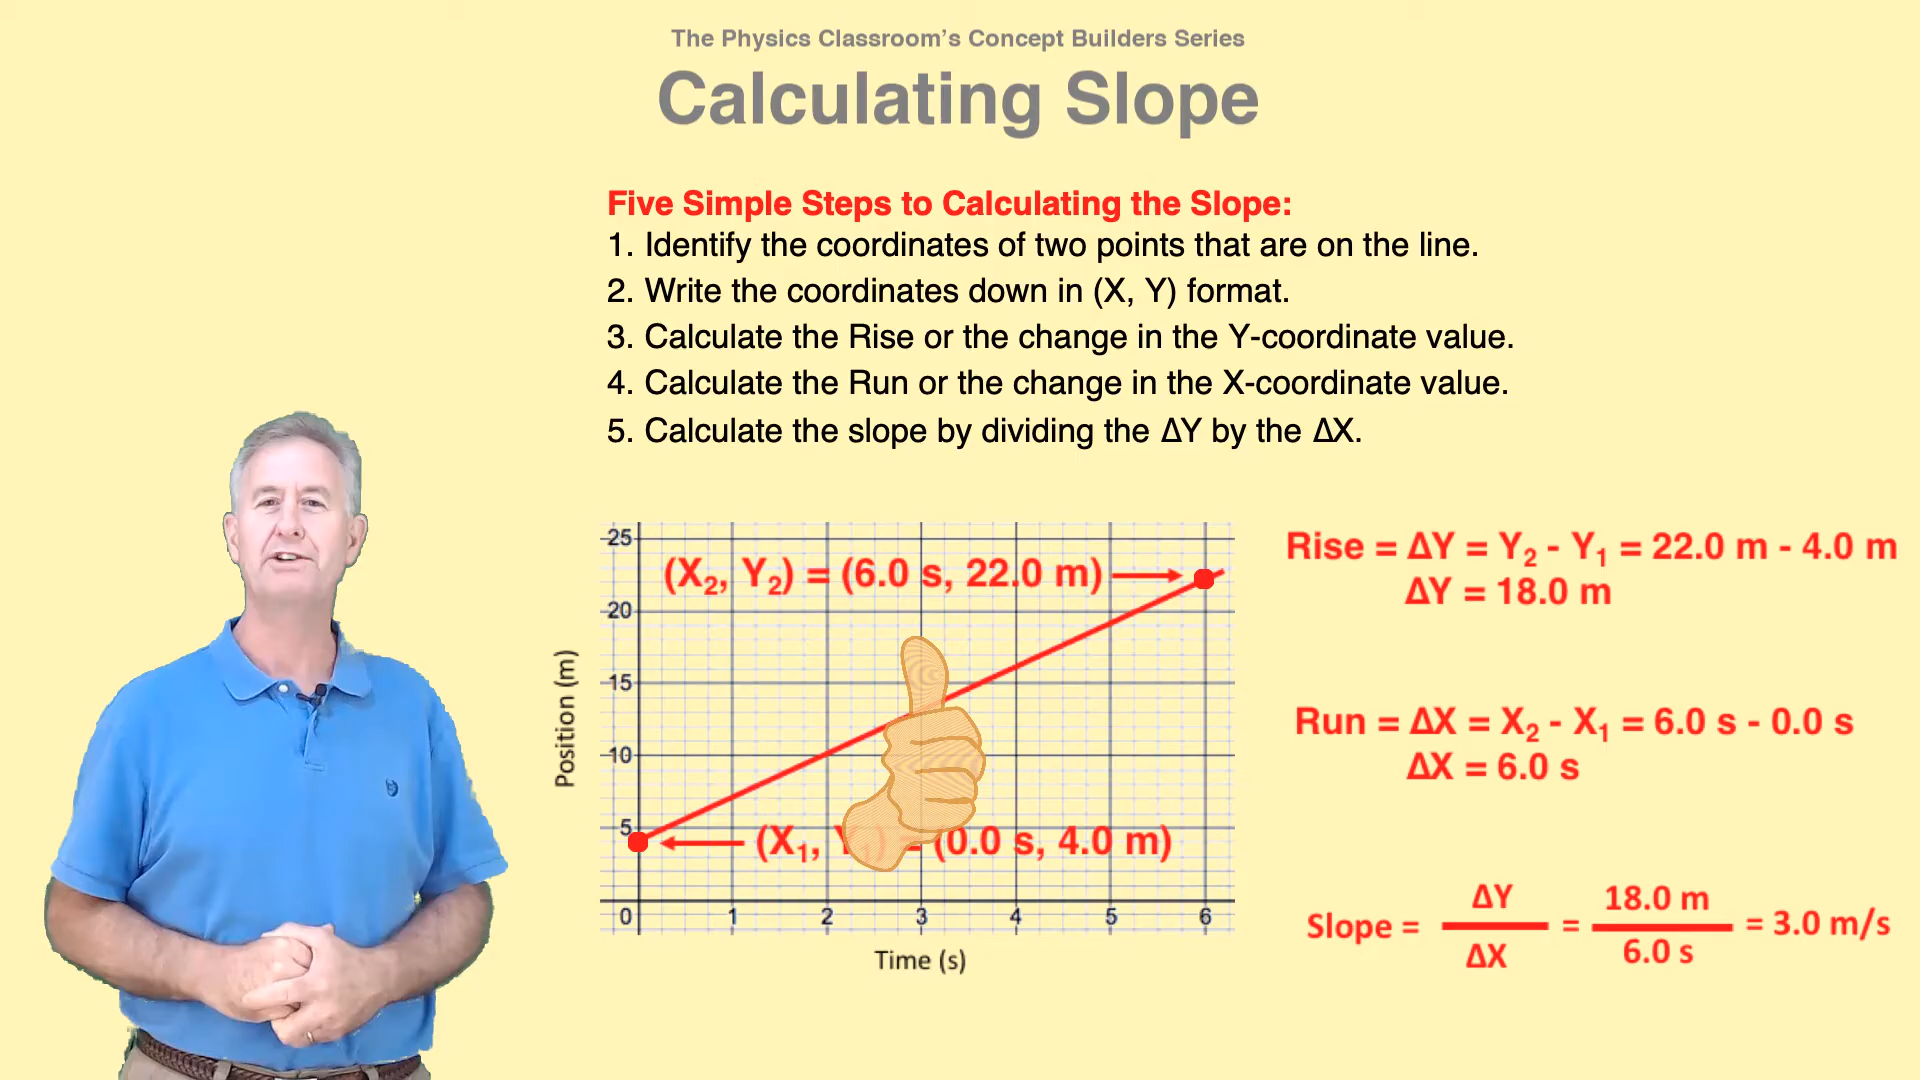 The Physics Classroom’s Concept Builders Series
Calculating Slope
Five Simple Steps to Calculating the Slope:
1. Identify the coordinates of two points that are on the line.
2. Write the coordinates down in (X, Y) format.
3. Calculate the Rise or the change in the Y-coordinate value.
4. Calculate the Run or the change in the X-coordinate value.
5. Calculate the slope by dividing the ΔY by the ΔX.
25
(X₂, Y₂) = (6.0 s, 22.0 m)
20
15
10
5
(X₁, Y₁) = (0.0 s, 4.0 m)
0 1 2 3 4 5 6
Position (m)
Time (s)
Rise = ΔY = Y₂ - Y₁ = 22.0 m - 4.0 m
ΔY = 18.0 m
Run = ΔX = X₂ - X₁ = 6.0 s - 0.0 s
ΔX = 6.0 s
ΔY 18.0 m
Slope = = = 3.0 m/s
ΔX 6.0 s